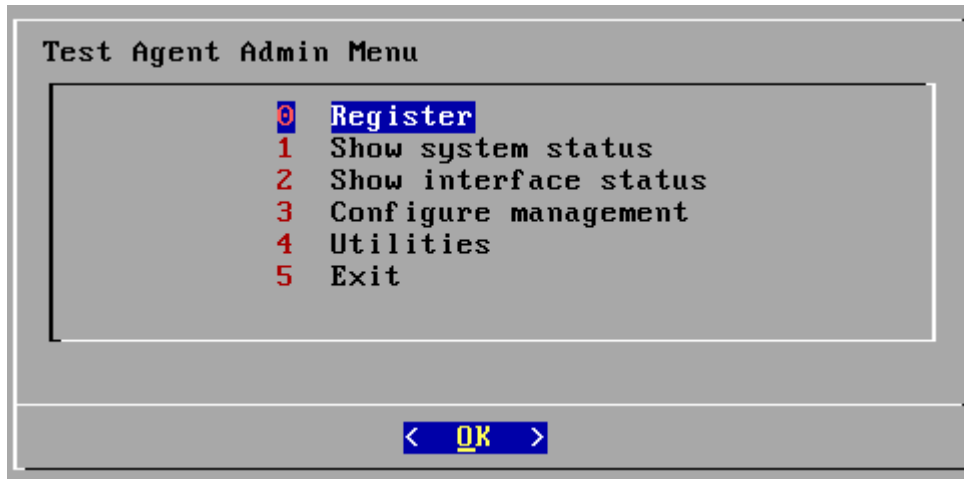 Test Agent Admin Menu
0 Register
1 Show system status
2 Show interface status
3 Configure management
4 Utilities
5 Exit
< OK >